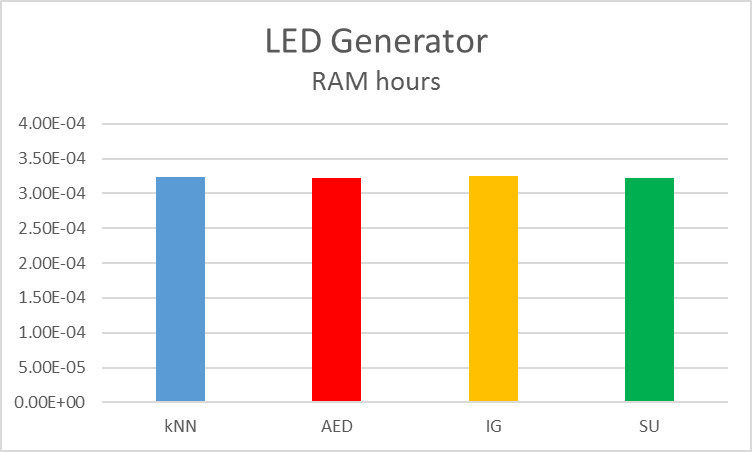 LED Generator
RAM hours
4.00E-04
3.50E-04
3.00E-04
2.50E-04
2.00E-04
1.50E-04
1.00E-04
5.00E-05
0.00E+00
kNN AED IG SU